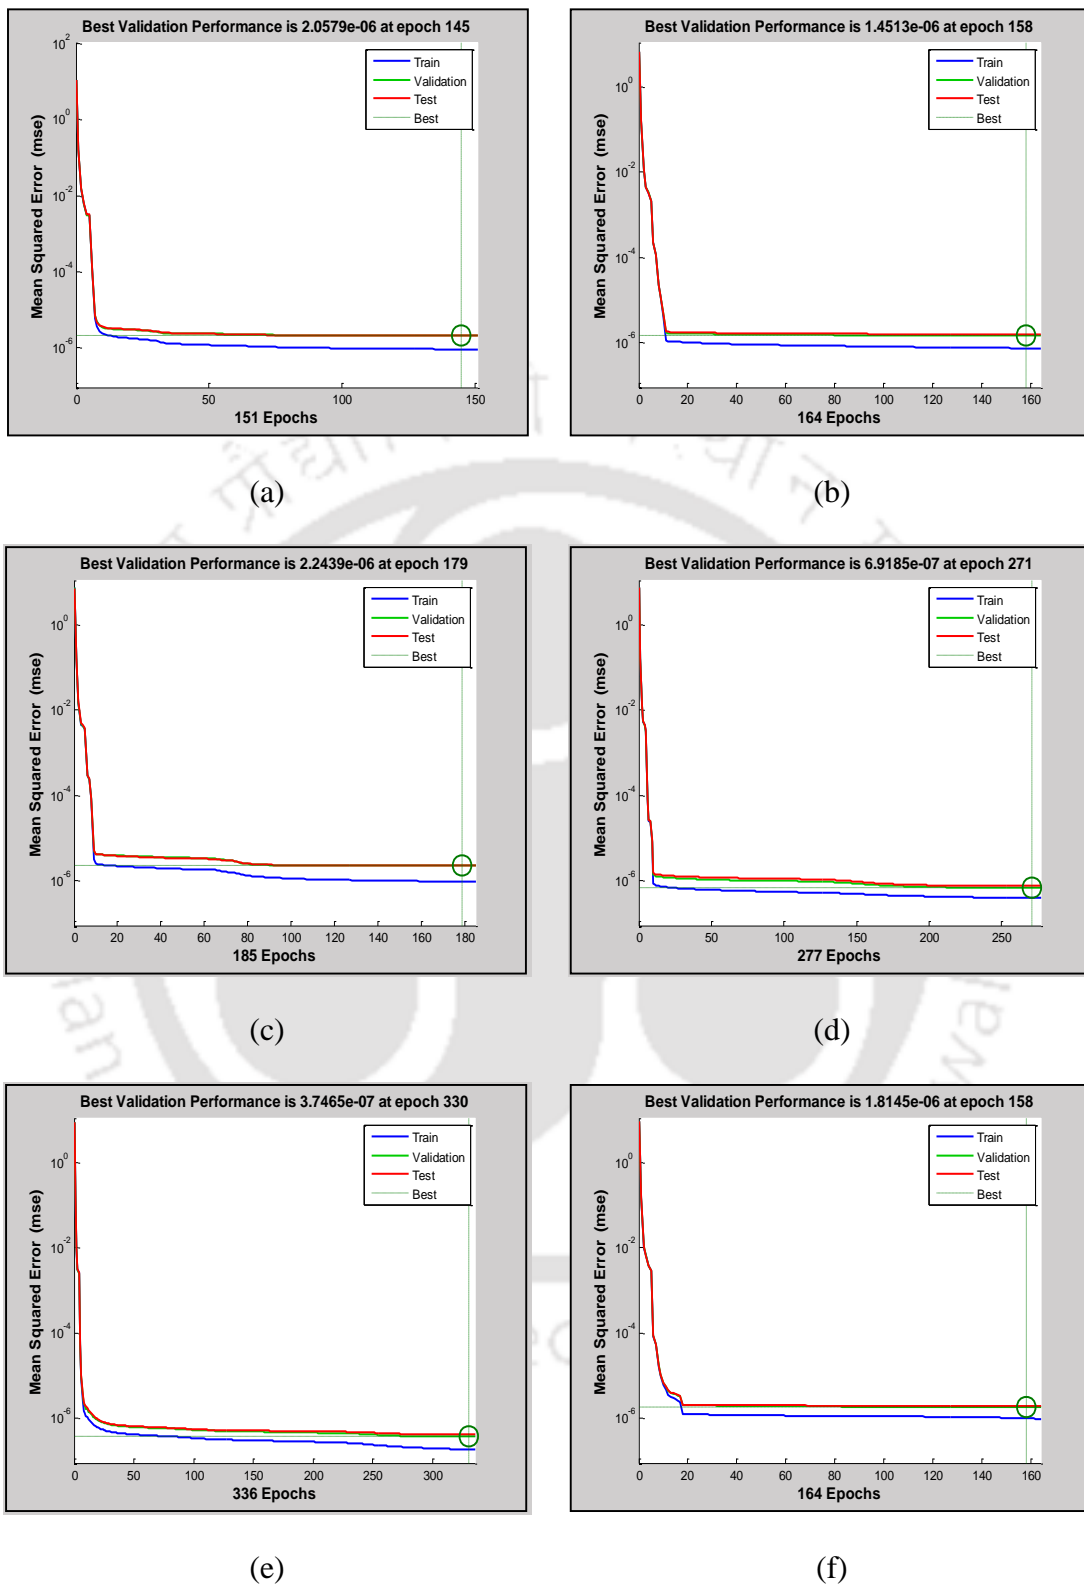 Best Validation Performance is 2.0579e-06 at epoch 145
Mean Squared Error (mse)
10^2
10^0
10^-2
10^-4
10^-6
Train
Validation
Test
Best
0 50 100 150
151 Epochs
(a)
Best Validation Performance is 1.4513e-06 at epoch 158
Mean Squared Error (mse)
10^0
10^-2
10^-4
10^-6
Train
Validation
Test
Best
0 20 40 60 80 100 120 140 160
164 Epochs
(b)
Best Validation Performance is 2.2439e-06 at epoch 179
Mean Squared Error (mse)
10^0
10^-2
10^-4
10^-6
Train
Validation
Test
Best
0 20 40 60 80 100 120 140 160 180
185 Epochs
(c)
Best Validation Performance is 6.9185e-07 at epoch 271
Mean Squared Error (mse)
10^0
10^-2
10^-4
10^-6
Train
Validation
Test
Best
0 50 100 150 200 250
277 Epochs
(d)
Best Validation Performance is 3.7465e-07 at epoch 330
Mean Squared Error (mse)
10^0
10^-2
10^-4
10^-6
Train
Validation
Test
Best
0 50 100 150 200 250 300
336 Epochs
(e)
Best Validation Performance is 1.8145e-06 at epoch 158
Mean Squared Error (mse)
10^0
10^-2
10^-4
10^-6
Train
Validation
Test
Best
0 20 40 60 80 100 120 140 160
164 Epochs
(f)